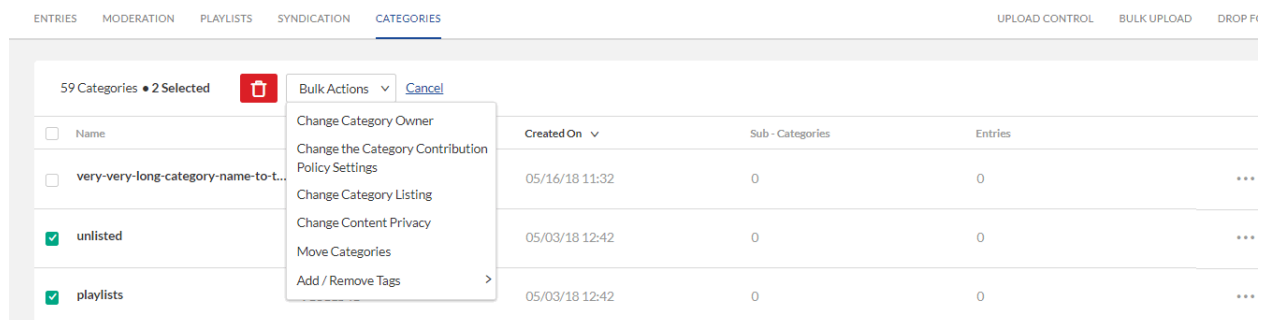 ENTRIES MODERATION PLAYLISTS SYNDICATION CATEGORIES UPLOAD CONTROL BULK UPLOAD DROP
59 Categories • 2 Selected Bulk Actions Cancel
Change Category Owner
Change the Category Contribution
Policy Settings
Change Category Listing
Change Content Privacy
Move Categories
Add / Remove Tags
Name Created On Sub - Categories Entries
very-very-long-category-name-to-t... 05/16/18 11:32 0 0
unlisted 05/03/18 12:42 0 0
playlists 05/03/18 12:42 0 0